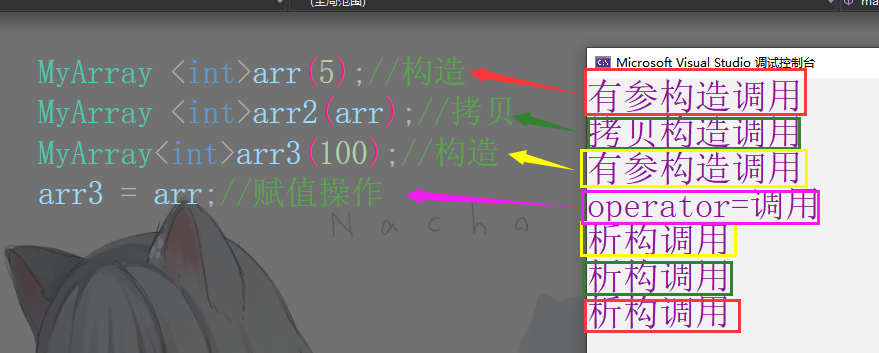 (全局范围)
ma
MyArray <int>arr(5);//构造
MyArray <int>arr2(arr);//拷贝
MyArray<int>arr3(100);//构造
arr3 = arr;//赋值操作
Nacho
Microsoft Visual Studio 调试控制台
有参构造调用
拷贝构造调用
有参构造调用
operator=调用
析构调用
析构调用
析构调用